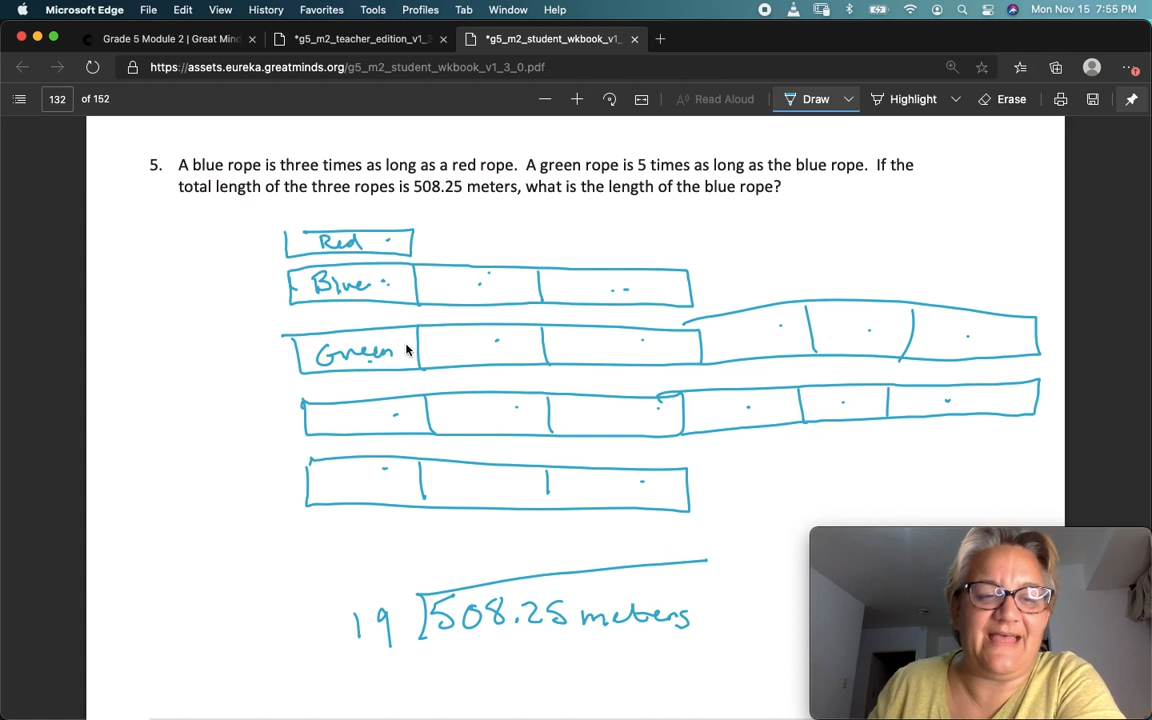 Microsoft Edge File Edit View History Favorites Tools Profiles Tab Window Help Mon Nov 15 7:55 PM
Grade 5 Module 2 | Great Mind *g5_m2_teacher_edition_v1_ *g5_m2_student_wkbook_v1_
https://assets.eureka.greatminds.org/g5_m2_student_wkbook_v1_3_0.pdf
132 of 152 Read Aloud Draw Highlight Erase
5. A blue rope is three times as long as a red rope. A green rope is 5 times as long as the blue rope. If the
total length of the three ropes is 508.25 meters, what is the length of the blue rope?
Red
Blue
Green
19 508.25 meters